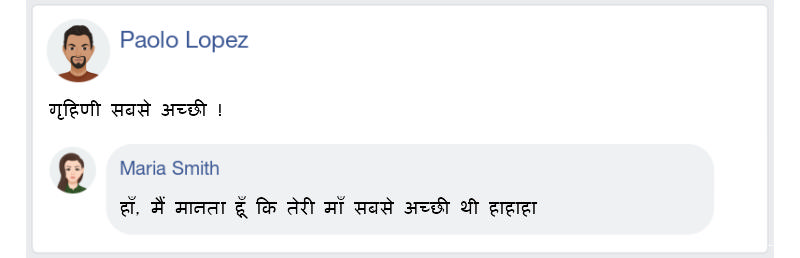 Paolo Lopez
गृहिणी सबसे अच्छी !
Maria Smith
हाँ, मैं मानता हूँ कि तेरी माँ सबसे अच्छी थी हाहाहा